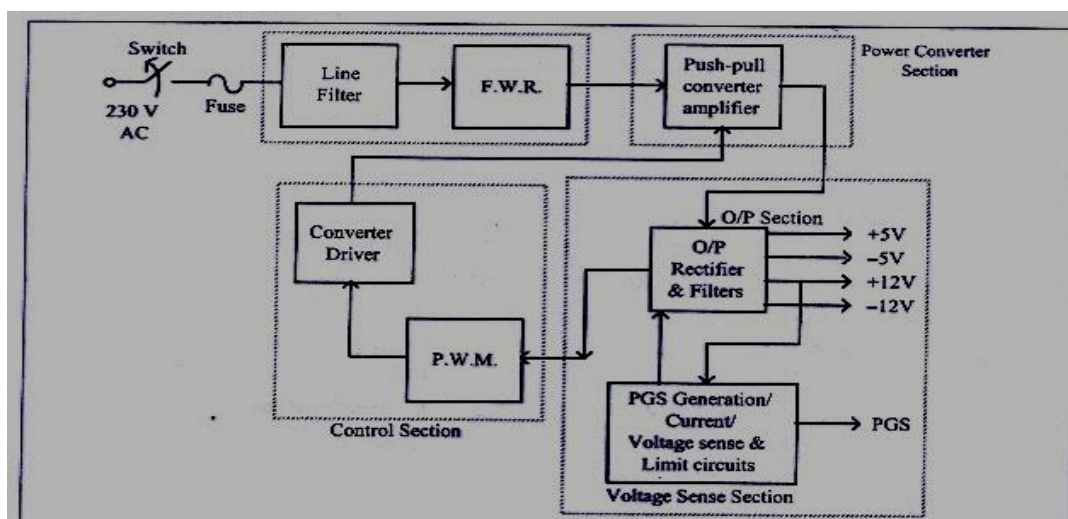 Switch
230 V
AC
Fuse
Line
Filter
F.W.R.
Push-pull
converter
amplifier
Power Converter
Section
Converter
Driver
P.W.M.
Control Section
O/P Section
O/P
Rectifier
& Filters
+5V
–5V
+12V
–12V
PGS Generation/
Current/
Voltage sense &
Limit circuits
PGS
Voltage Sense Section